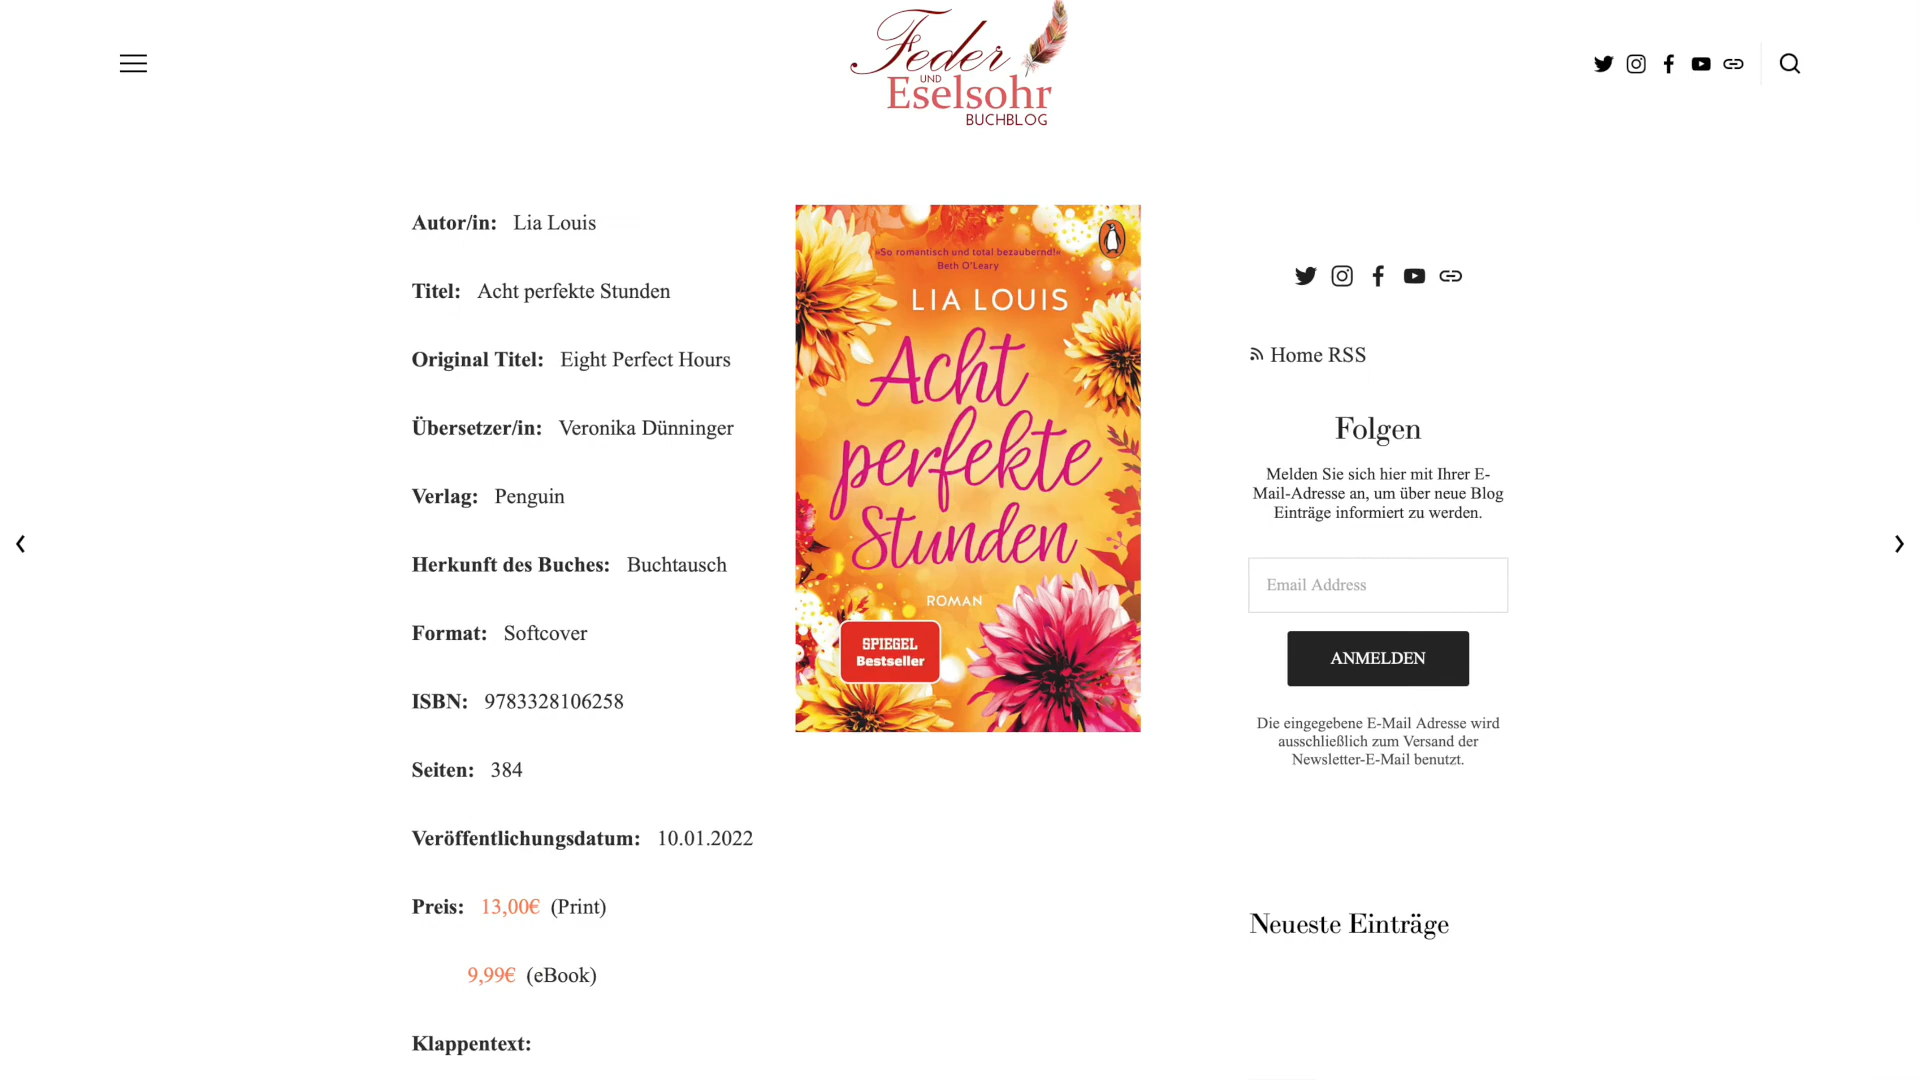 Feder
UND
Eselsohr
BUCHBLOG
Autor/in: Lia Louis
Titel: Acht perfekte Stunden
Original Titel: Eight Perfect Hours
Übersetzer/in: Veronika Dünninger
Verlag: Penguin
Herkunft des Buches: Buchtausch
Format: Softcover
ISBN: 9783328106258
Seiten: 384
Veröffentlichungsdatum: 10.01.2022
Preis: 13,00€ (Print)
9,99€ (eBook)
Klappentext:
»So romantisch und total bezaubernd!«
Beth O'Leary
LIA LOUIS
Acht
perfekte
Stunden
ROMAN
SPIEGEL
Bestseller
Home RSS
Folgen
Melden Sie sich hier mit Ihrer E-
Mail-Adresse an, um über neue Blog
Einträge informiert zu werden.
Email Address
ANMELDEN
Die eingegebene E-Mail Adresse wird
ausschließlich zum Versand der
Newsletter-E-Mail benutzt.
Neueste Einträge